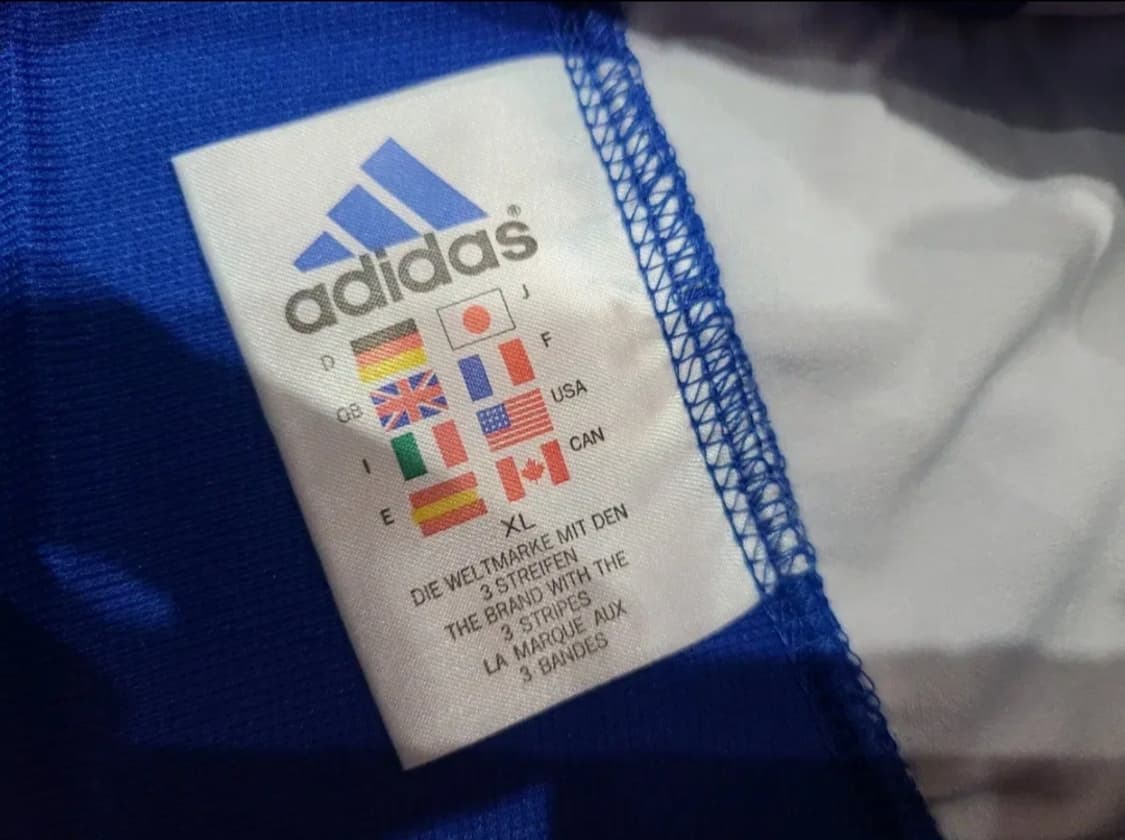 adidas®
D J
GB F
I USA
E CAN
XL
DIE WELTMARKE MIT DEN
3 STREIFEN
THE BRAND WITH THE
3 STRIPES
LA MARQUE AUX
3 BANDES